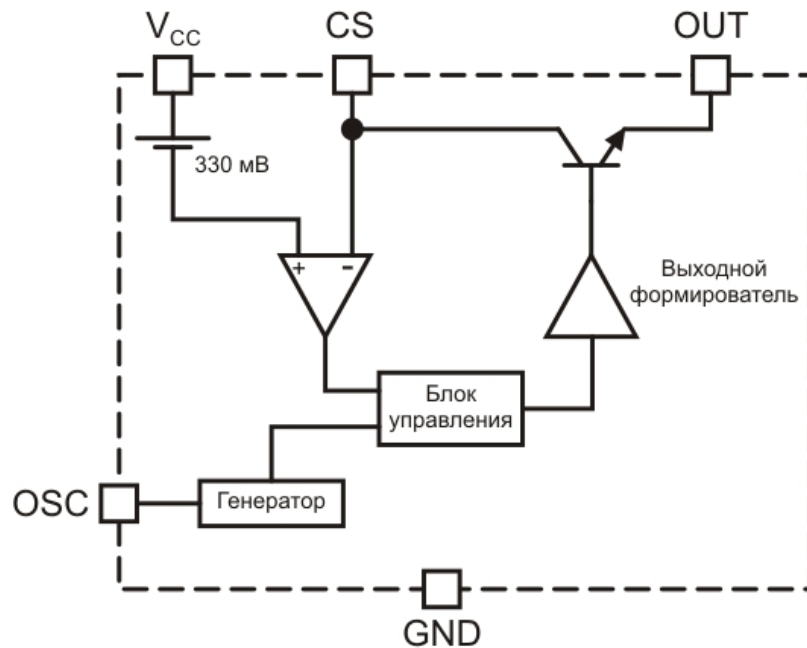 VCC
CS
OUT
330 мВ
+
-
Выходной
формирователь
Блок
управления
OSC
Генератор
GND